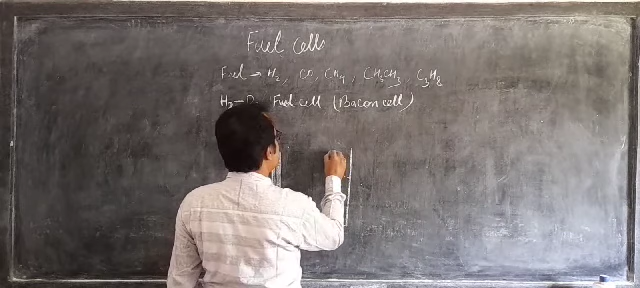 Fuel cells
Fuel → H₂, CO, CH₄, CH₃CH₃, C₃H₈
H₂–O₂ Fuel cell (Bacon cell)